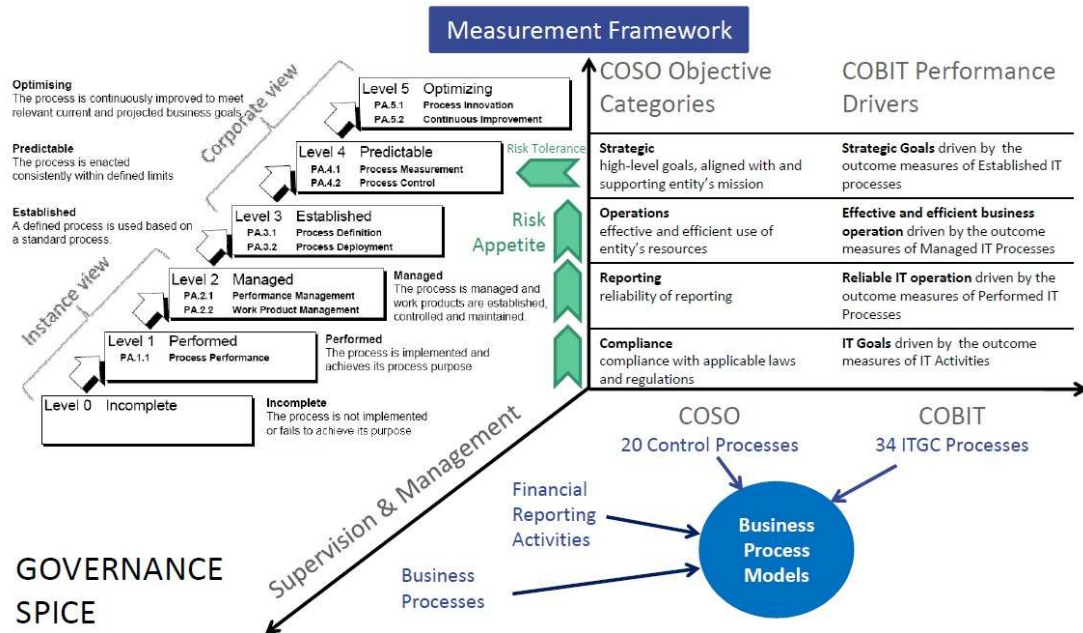 Measurement Framework
Optimising
The process is continuously improved to meet
relevant current and projected business goals.
Predictable
The process is enacted
consistently within defined limits
Established
A defined process is used based on
a standard process.
Corporate view
Instance view
Level 5 Optimizing
PA.5.1 Process Innovation
PA.5.2 Continuous Improvement
Level 4 Predictable
PA.4.1 Process Measurement
PA.4.2 Process Control
Level 3 Established
PA.3.1 Process Definition
PA.3.2 Process Deployment
Level 2 Managed
PA.2.1 Performance Management
PA.2.2 Work Product Management
Managed
The process is managed and
work products are established,
controlled and maintained.
Level 1 Performed
PA.1.1 Process Performance
Performed
The process is implemented and
achieves its process purpose
Level 0 Incomplete
Incomplete
The process is not implemented
or fails to achieve its purpose
Risk Tolerance
Risk
Appetite
COSO Objective
Categories
COBIT Performance
Drivers
Strategic
high-level goals, aligned with and
supporting entity's mission
Strategic Goals driven by the
outcome measures of Established IT
processes
Operations
effective and efficient use of
entity's resources
Effective and efficient business
operation driven by the outcome
measures of Managed IT Processes
Reporting
reliability of reporting
Reliable IT operation driven by the
outcome measures of Performed IT
Processes
Compliance
compliance with applicable laws
and regulations
IT Goals driven by the outcome
measures of IT Activities
Supervision & Management
COSO
20 Control Processes
COBIT
34 ITGC Processes
Financial
Reporting
Activities
Business
Processes
Business
Process
Models
GOVERNANCE
SPICE